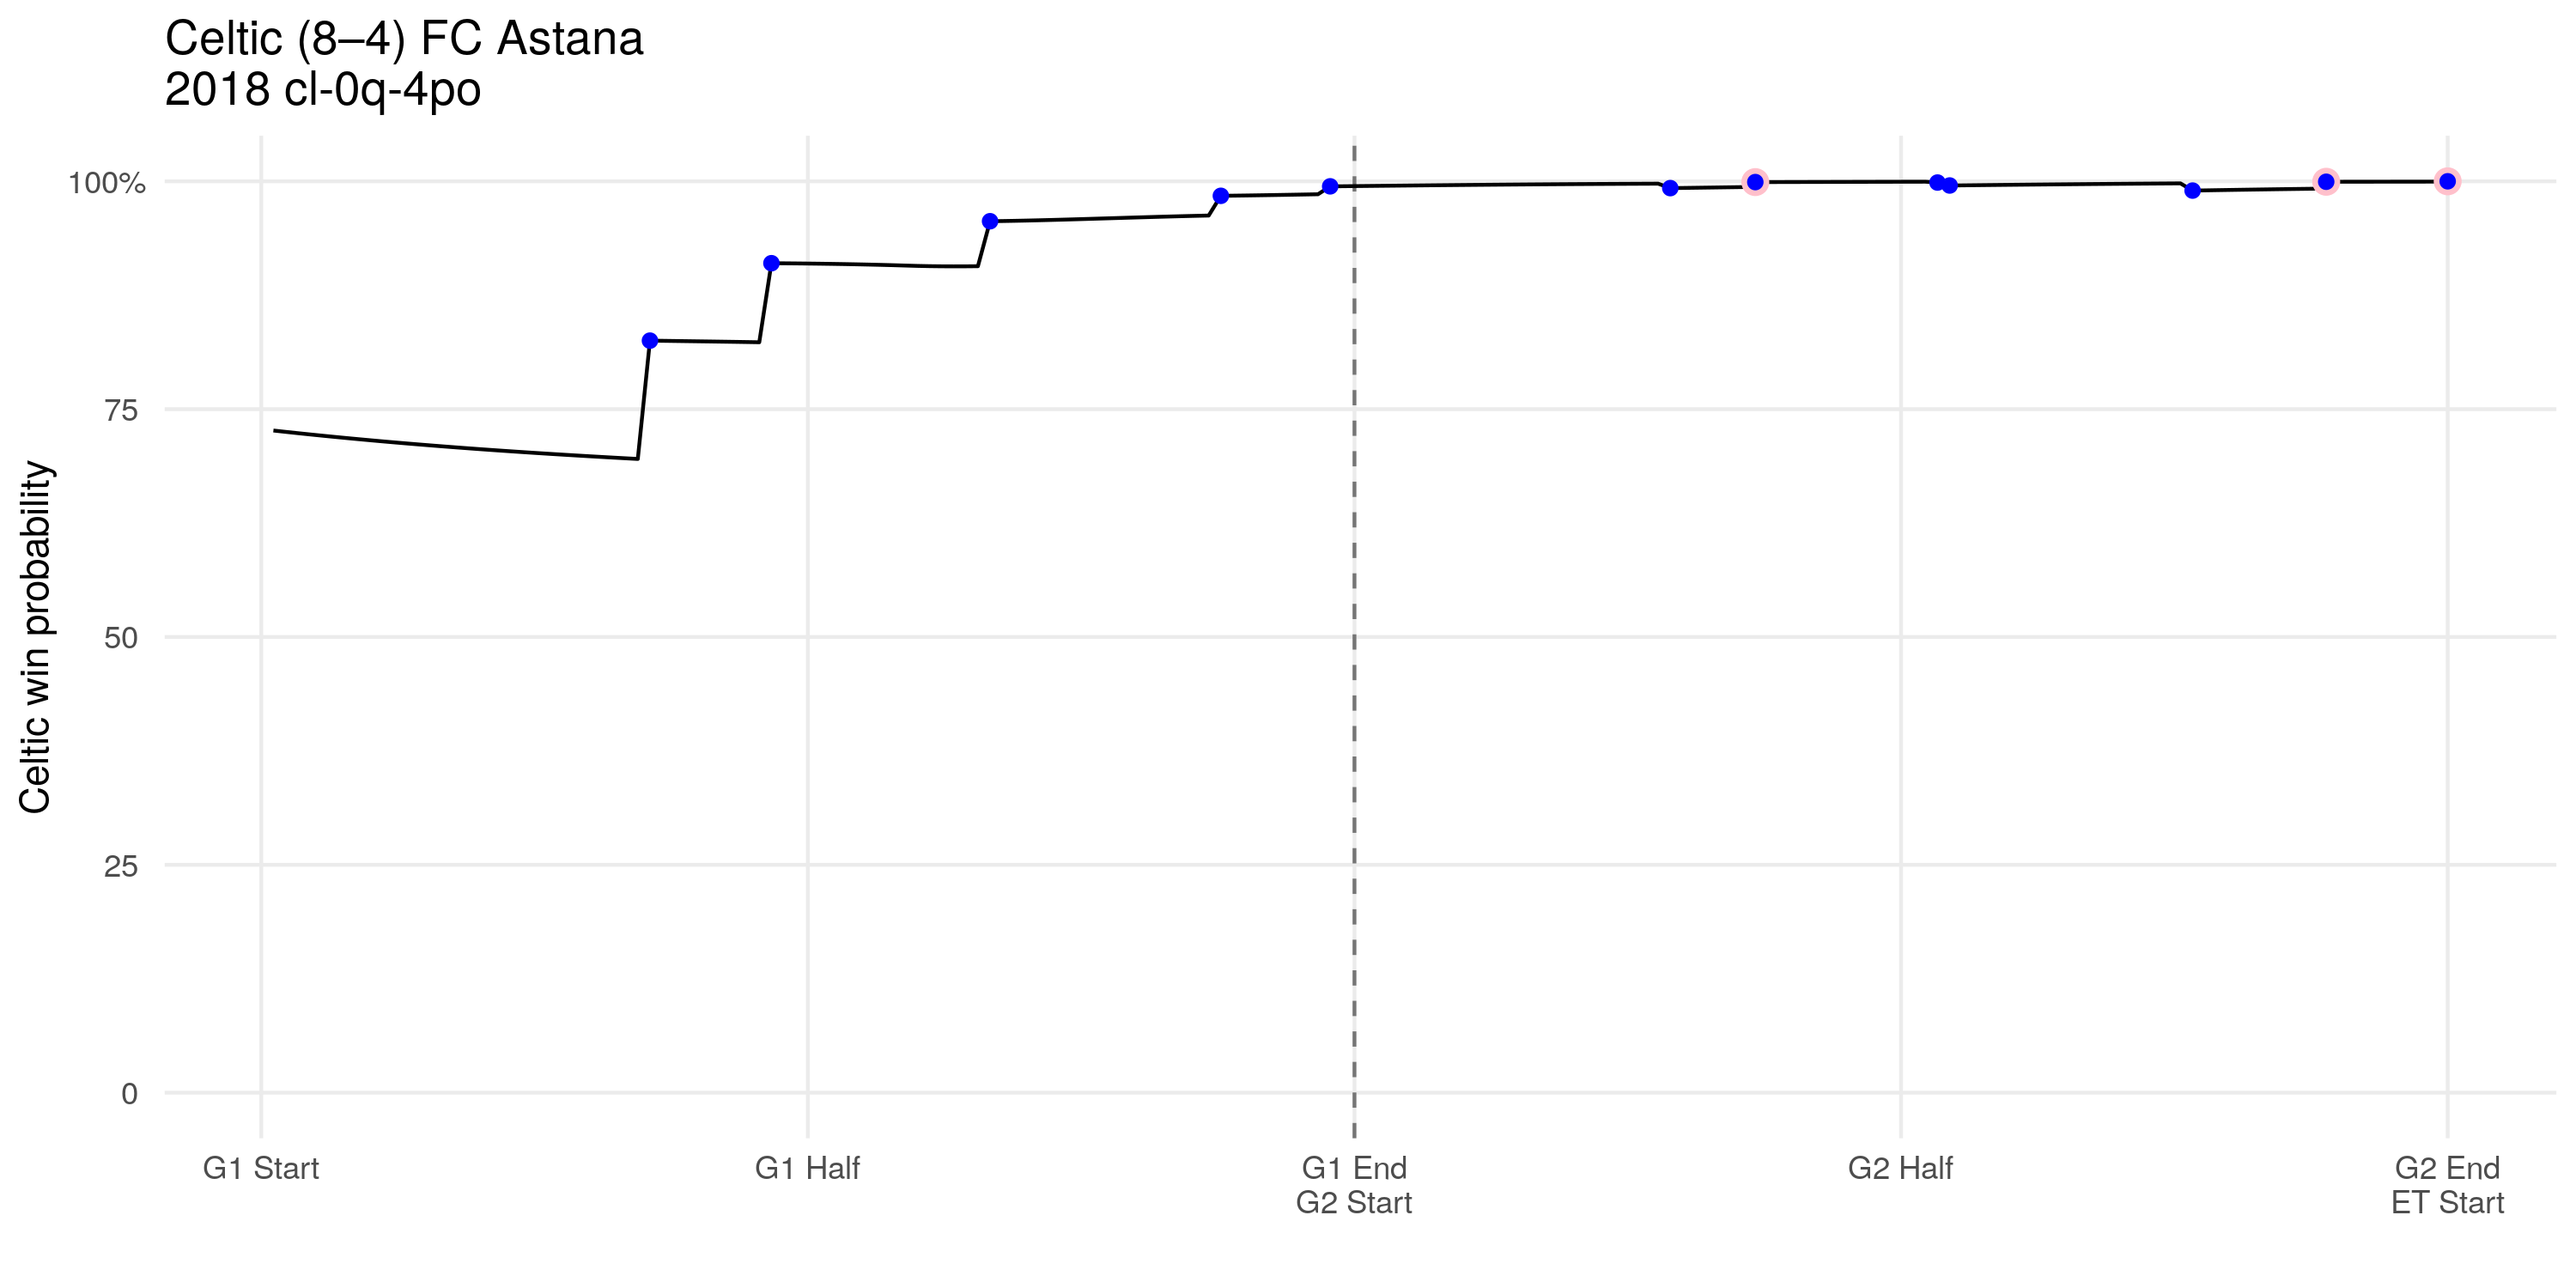 Celtic (8–4) FC Astana
2018 cl-0q-4po
Celtic win probability
100%
75
50
25
0
G1 Start
G1 Half
G1 End
G2 Start
G2 Half
G2 End
ET Start